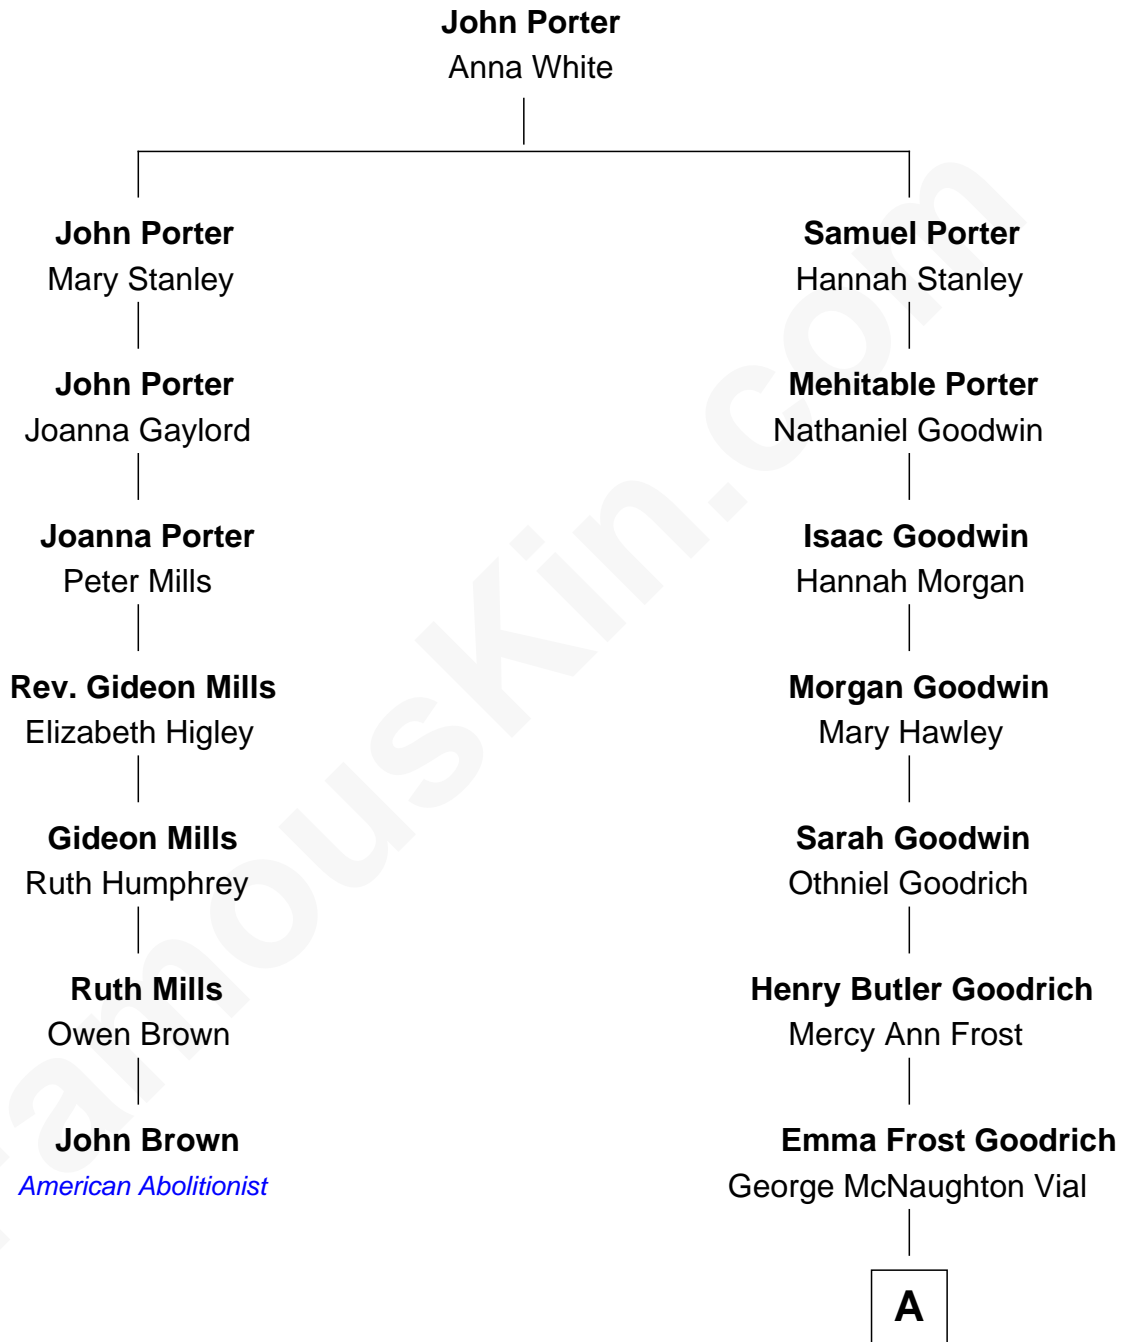 John Porter
Anna White
John Porter
Mary Stanley
Samuel Porter
Hannah Stanley
John Porter
Joanna Gaylord
Mehitable Porter
Nathaniel Goodwin
Joanna Porter
Peter Mills
Isaac Goodwin
Hannah Morgan
Rev. Gideon Mills
Elizabeth Higley
Morgan Goodwin
Mary Hawley
Gideon Mills
Ruth Humphrey
Sarah Goodwin
Othniel Goodrich
Ruth Mills
Owen Brown
Henry Butler Goodrich
Mercy Ann Frost
John Brown
American Abolitionist
Emma Frost Goodrich
George McNaughton Vial
A
FamousKin.com